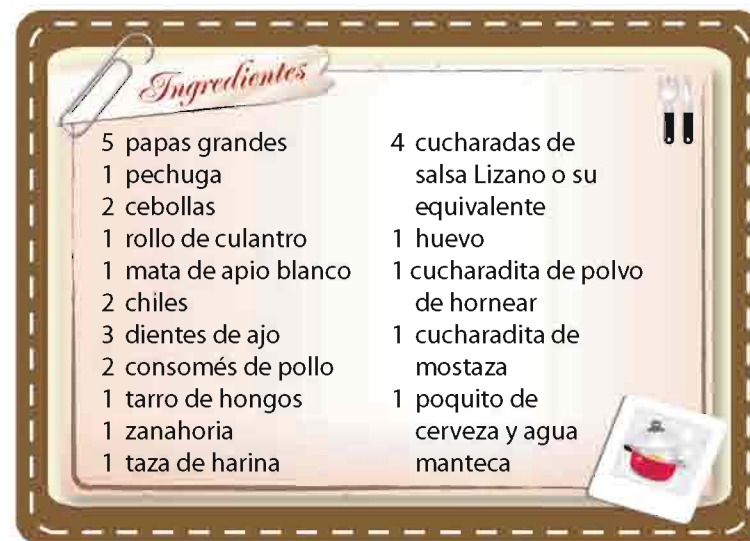 Ingredientes
5 papas grandes
1 pechuga
2 cebollas
1 rollo de culantro
1 mata de apio blanco
2 chiles
3 dientes de ajo
2 consomés de pollo
1 tarro de hongos
1 zanahoria
1 taza de harina
4 cucharadas de
salsa Lizano o su
equivalente
1 huevo
1 cucharadita de polvo
de hornear
1 cucharadita de
mostaza
1 poquito de
cerveza y agua
manteca